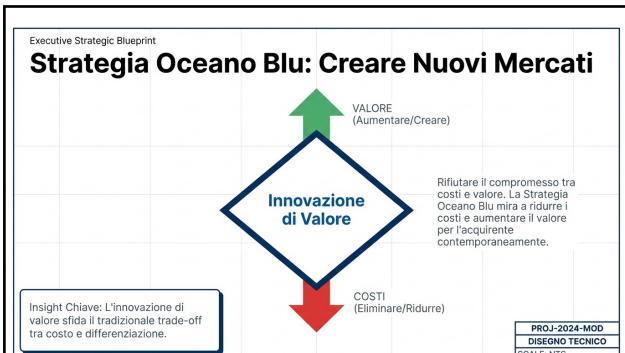 Executive Strategic Blueprint
Strategia Oceano Blu: Creare Nuovi Mercati
VALORE
(Aumentare/Creare)
Innovazione
di Valore
Rifiutare il compromesso tra
costi e valore. La Strategia
Oceano Blu mira a ridurre i
costi e aumentare il valore
per l'acquirente
contemporaneamente.
COSTI
(Eliminare/Ridurre)
Insight Chiave: L'innovazione di
valore sfida il tradizionale trade-off
tra costo e differenziazione.
PROJ-2024-MOD
DISEGNO TECNICO
SCALE: NTS